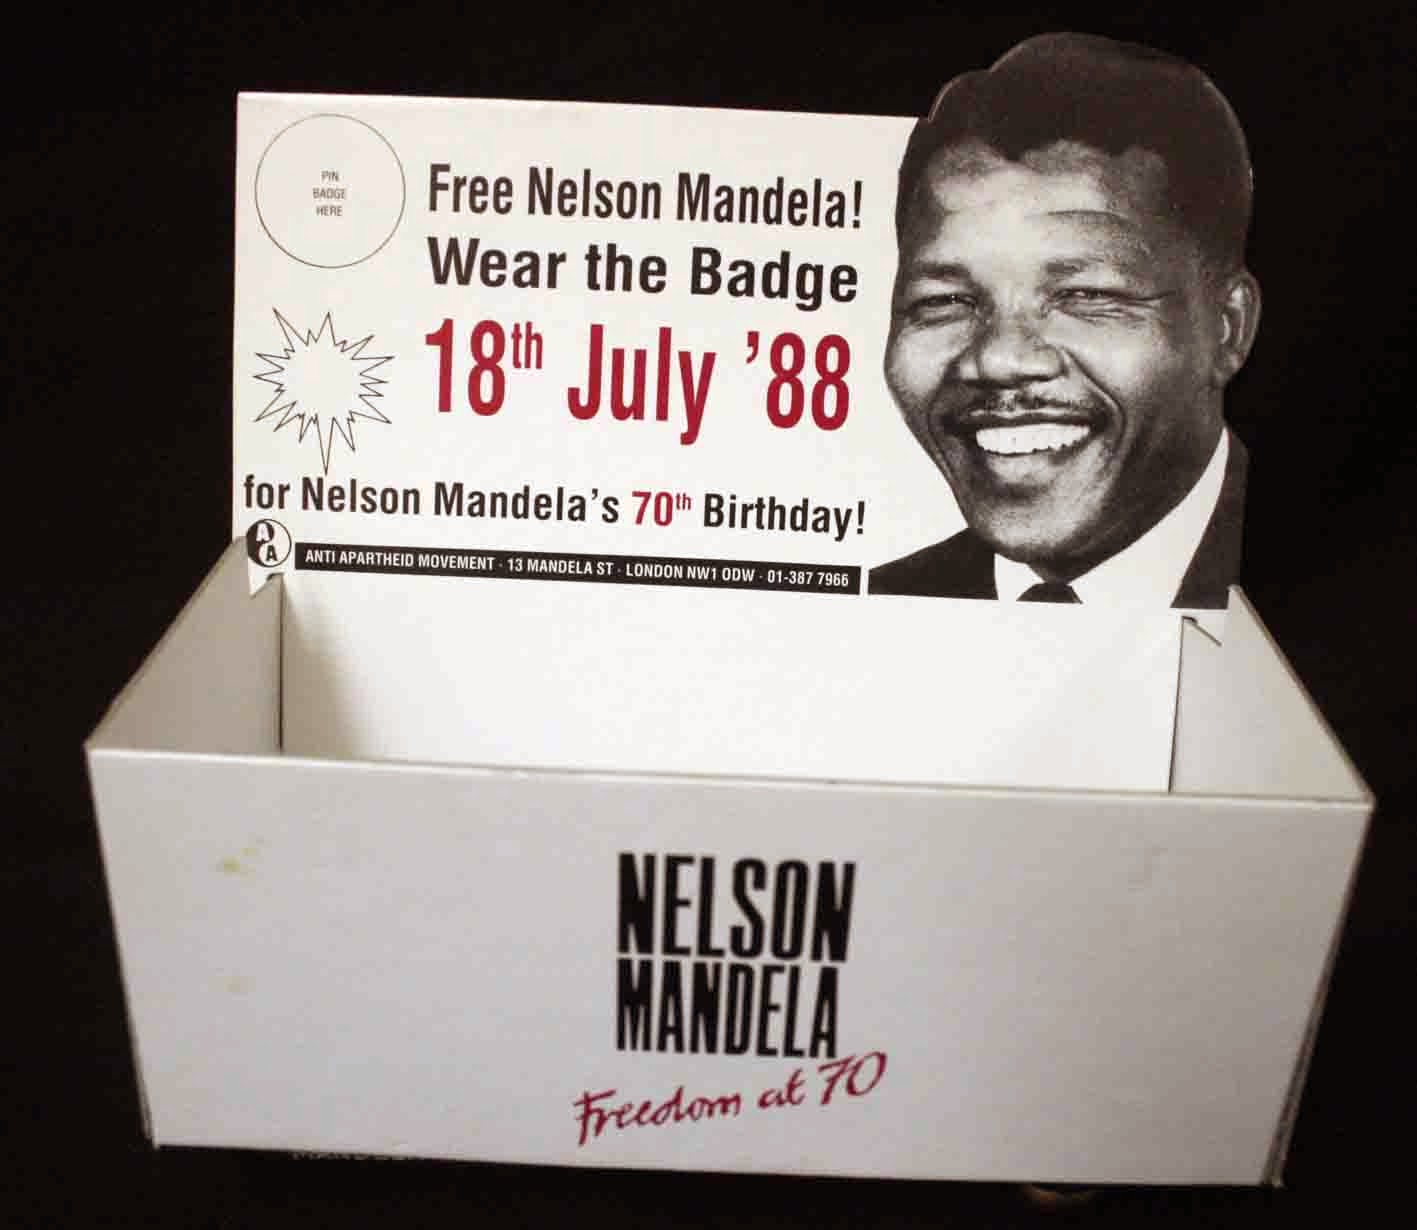 PIN
BADGE
HERE
Free Nelson Mandela!
Wear the Badge
18th July '88
for Nelson Mandela's 70th Birthday!
AA
ANTI APARTHEID MOVEMENT · 13 MANDELA ST · LONDON NW1 0DW · 01-387 7966
NELSON
MANDELA
Freedom at 70